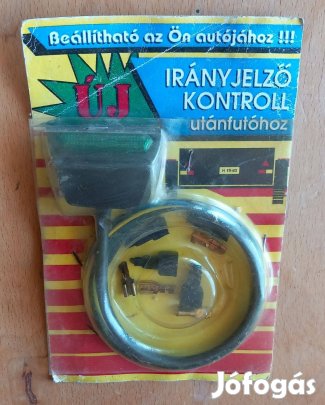 Beállítható az Ön autójához !!!
ÚJ
IRÁNYJELZŐ
KONTROLL
utánfutóhoz
Jófogás